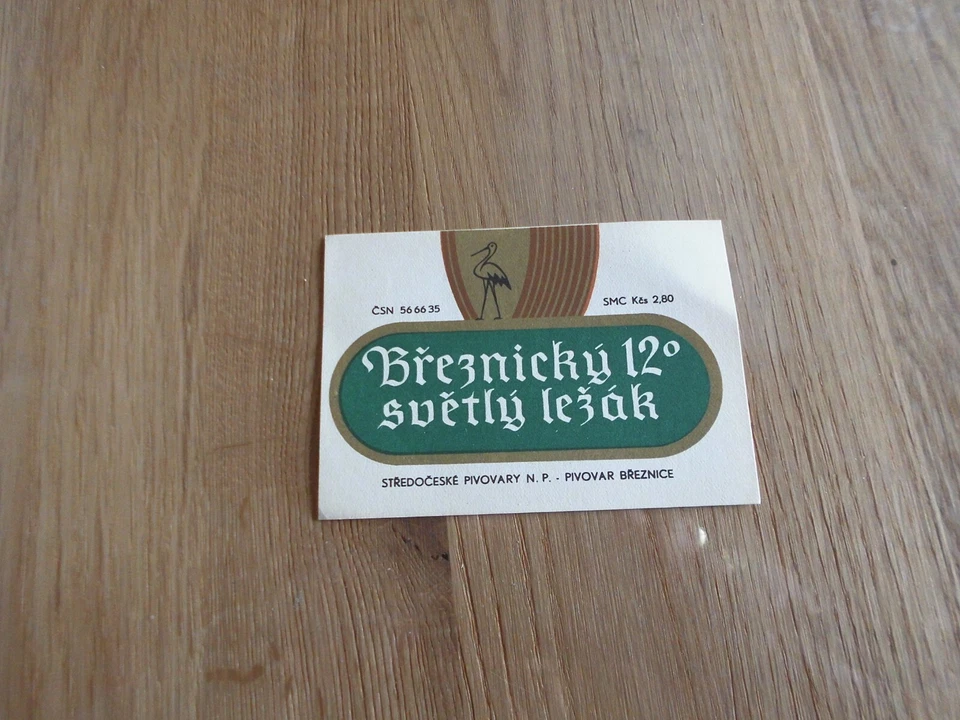 ČSN 56 66 35
SMC Kčs 2,80
Březnický 12°
světlý ležák
STŘEDOČESKÉ PIVOVARY N. P. - PIVOVAR BŘEZNICE